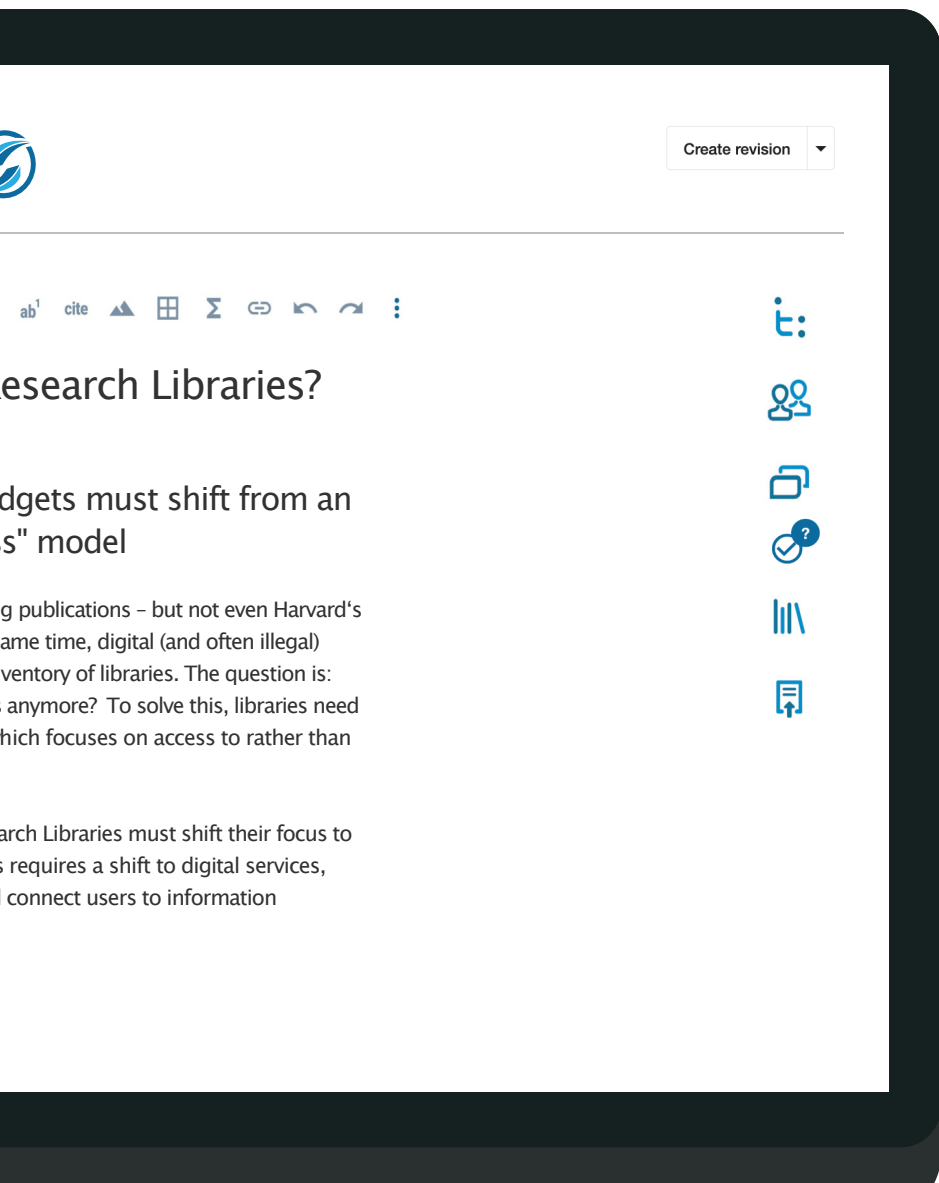 Create revision
ab1 cite Σ
esearch Libraries?
dgets must shift from an
s" model
g publications – but not even Harvard‘s
ame time, digital (and often illegal)
ventory of libraries. The question is:
s anymore? To solve this, libraries need
hich focuses on access to rather than
arch Libraries must shift their focus to
s requires a shift to digital services,
connect users to information
t:
?